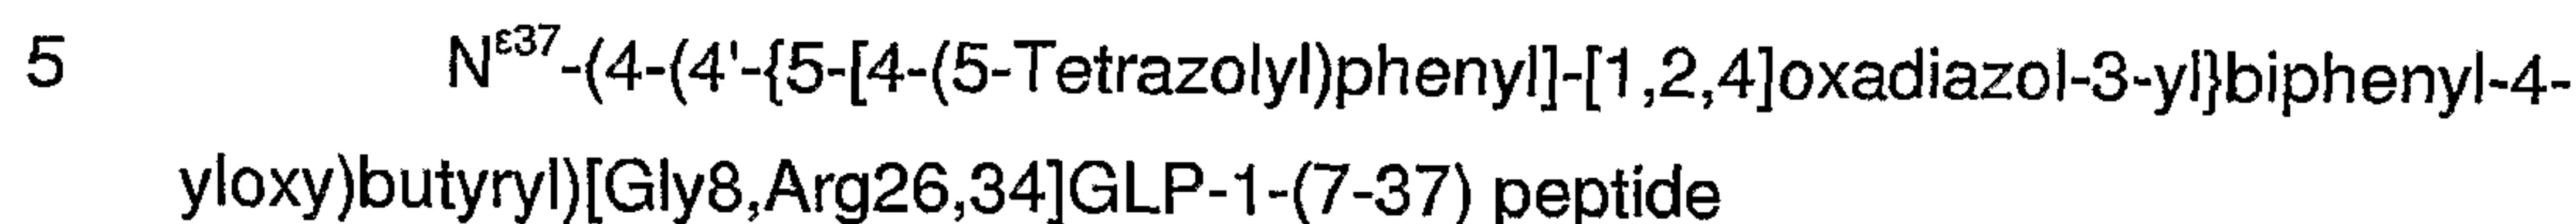 5 N^ε37-(4-(4'-{5-[4-(5-Tetrazolyl)phenyl]-[1,2,4]oxadiazol-3-yl}biphenyl-4-
yloxy)butyryl)[Gly8,Arg26,34]GLP-1-(7-37) peptide